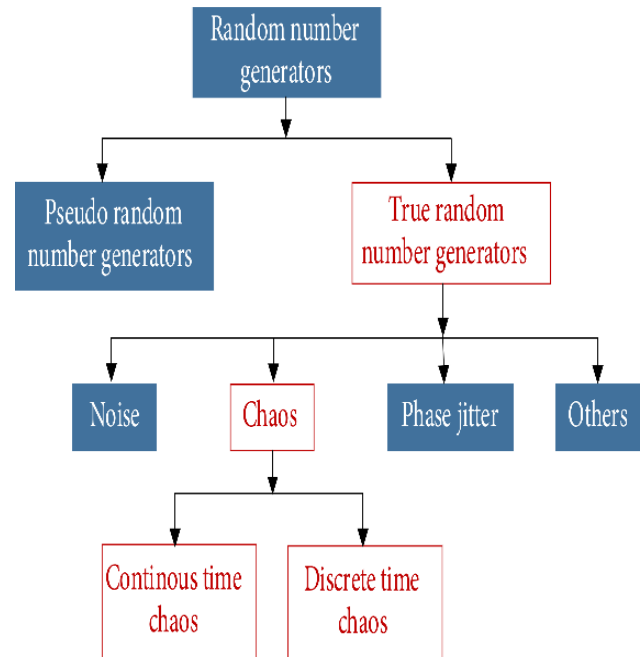 Random number
generators
Pseudo random
number generators
True random
number generators
Noise
Chaos
Phase jitter
Others
Continous time
chaos
Discrete time
chaos